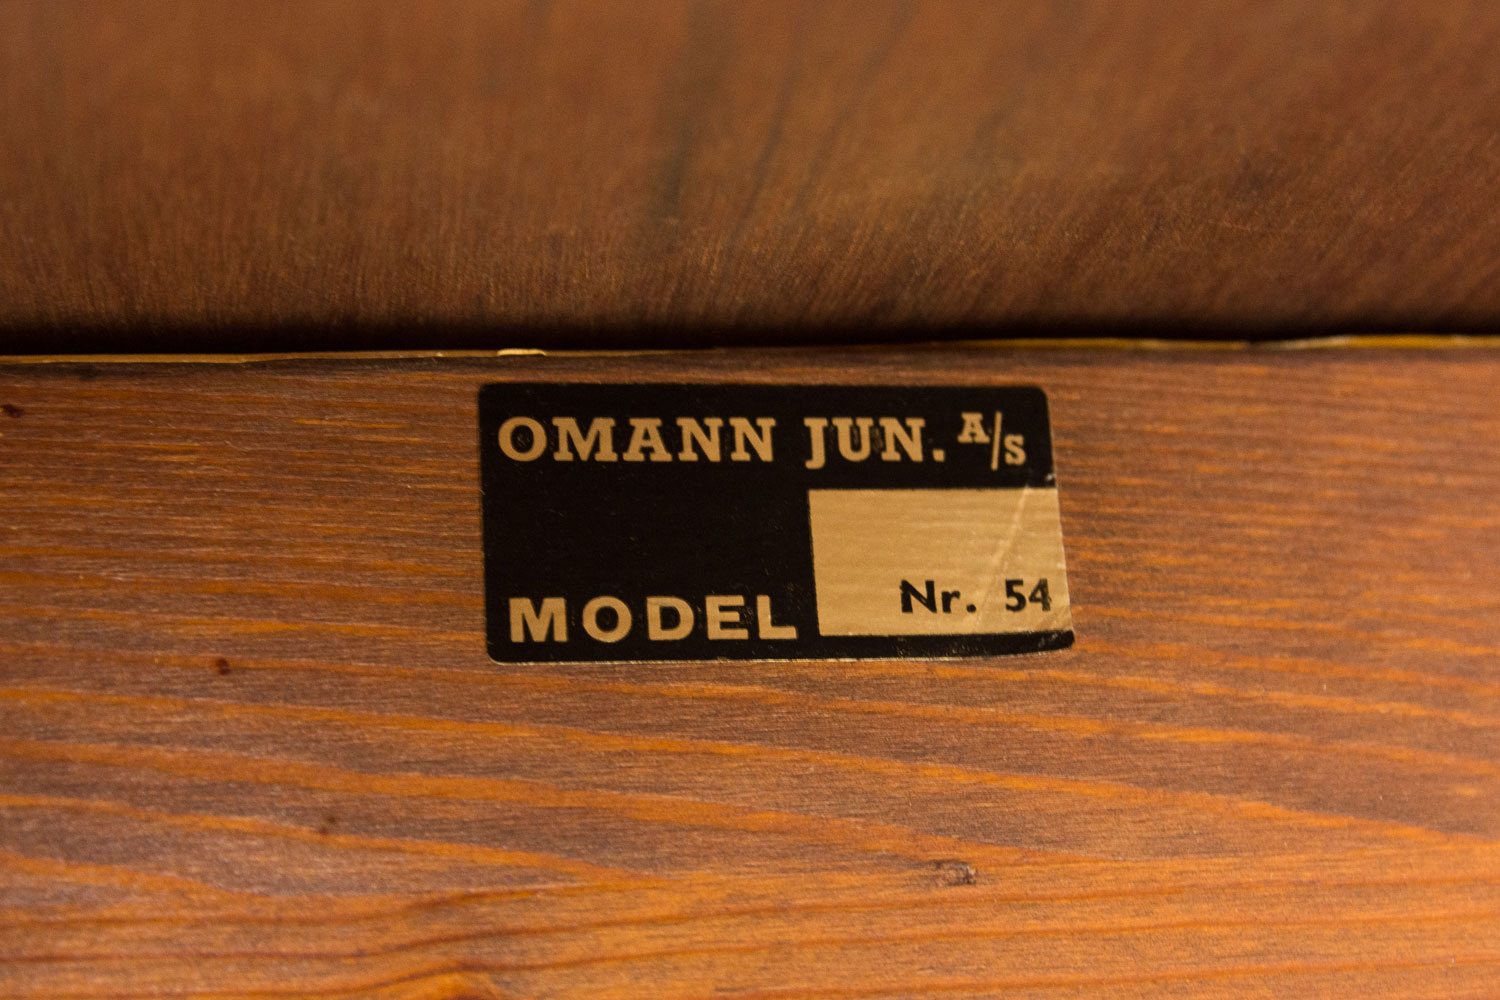 OMANN JUN. A/S
MODEL Nr. 54